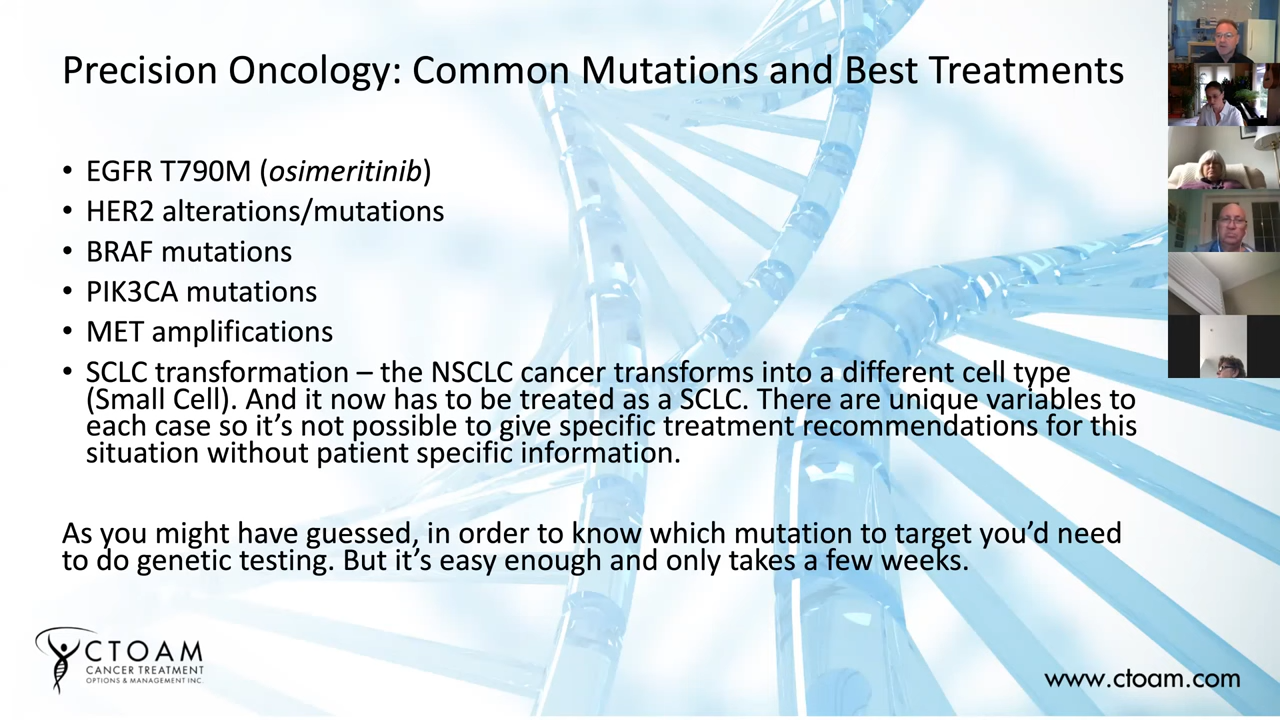 Precision Oncology: Common Mutations and Best Treatments
• EGFR T790M (osimeritinib)
• HER2 alterations/mutations
• BRAF mutations
• PIK3CA mutations
• MET amplifications
• SCLC transformation – the NSCLC cancer transforms into a different cell type
(Small Cell). And it now has to be treated as a SCLC. There are unique variables to
each case so it’s not possible to give specific treatment recommendations for this
situation without patient specific information.
As you might have guessed, in order to know which mutation to target you’d need
to do genetic testing. But it’s easy enough and only takes a few weeks.
CTOAM
CANCER TREATMENT
OPTIONS & MANAGEMENT INC.
www.ctoam.com